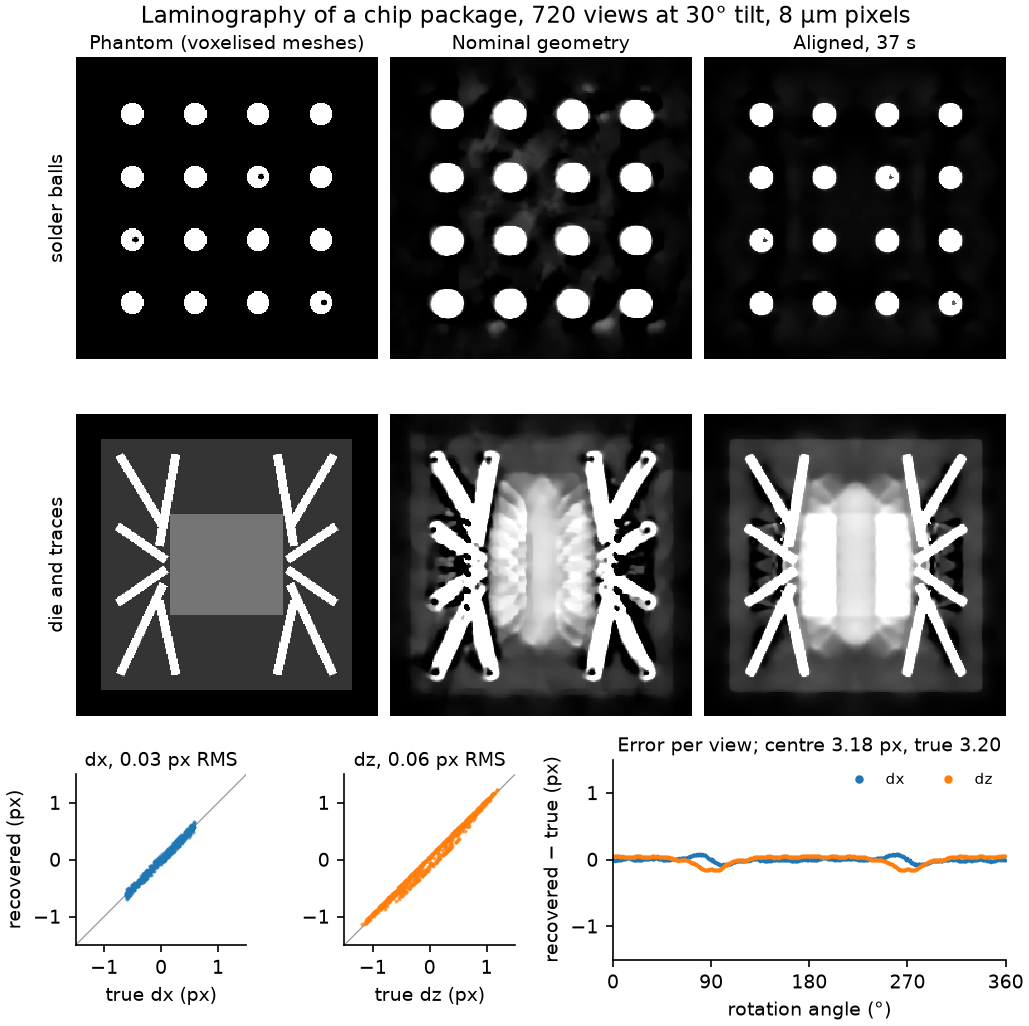 Laminography of a chip package, 720 views at 30° tilt, 8 µm pixels
Phantom (voxelised meshes)
Nominal geometry
Aligned, 37 s
solder balls
die and traces
dx, 0.03 px RMS
recovered (px)
1
0
−1
−1
0
1
true dx (px)
dz, 0.06 px RMS
1
0
−1
−1
0
1
true dz (px)
Error per view; centre 3.18 px, true 3.20
recovered − true (px)
dx
dz
1
0
−1
0
90
180
270
360
rotation angle (°)